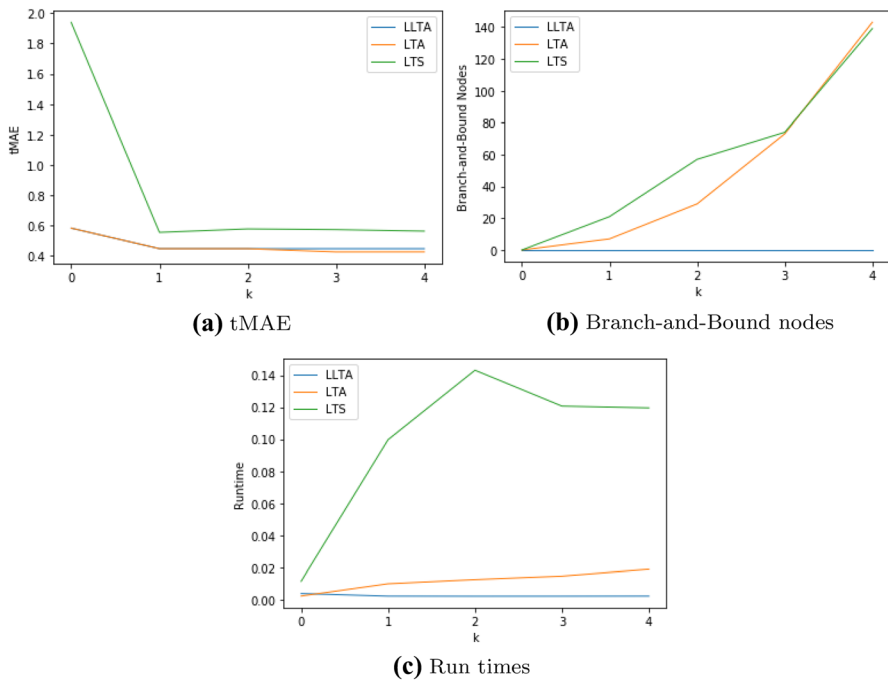 LLTA
LTA
LTS
2.0
1.8
1.6
1.4
1.2
1.0
0.8
0.6
0.4
tMAE
0 1 2 3 4
k
(a) tMAE
LLTA
LTA
LTS
140
120
100
80
60
40
20
0
Branch-and-Bound Nodes
0 1 2 3 4
k
(b) Branch-and-Bound nodes
LLTA
LTA
LTS
0.14
0.12
0.10
0.08
0.06
0.04
0.02
0.00
Runtime
0 1 2 3 4
k
(c) Run times